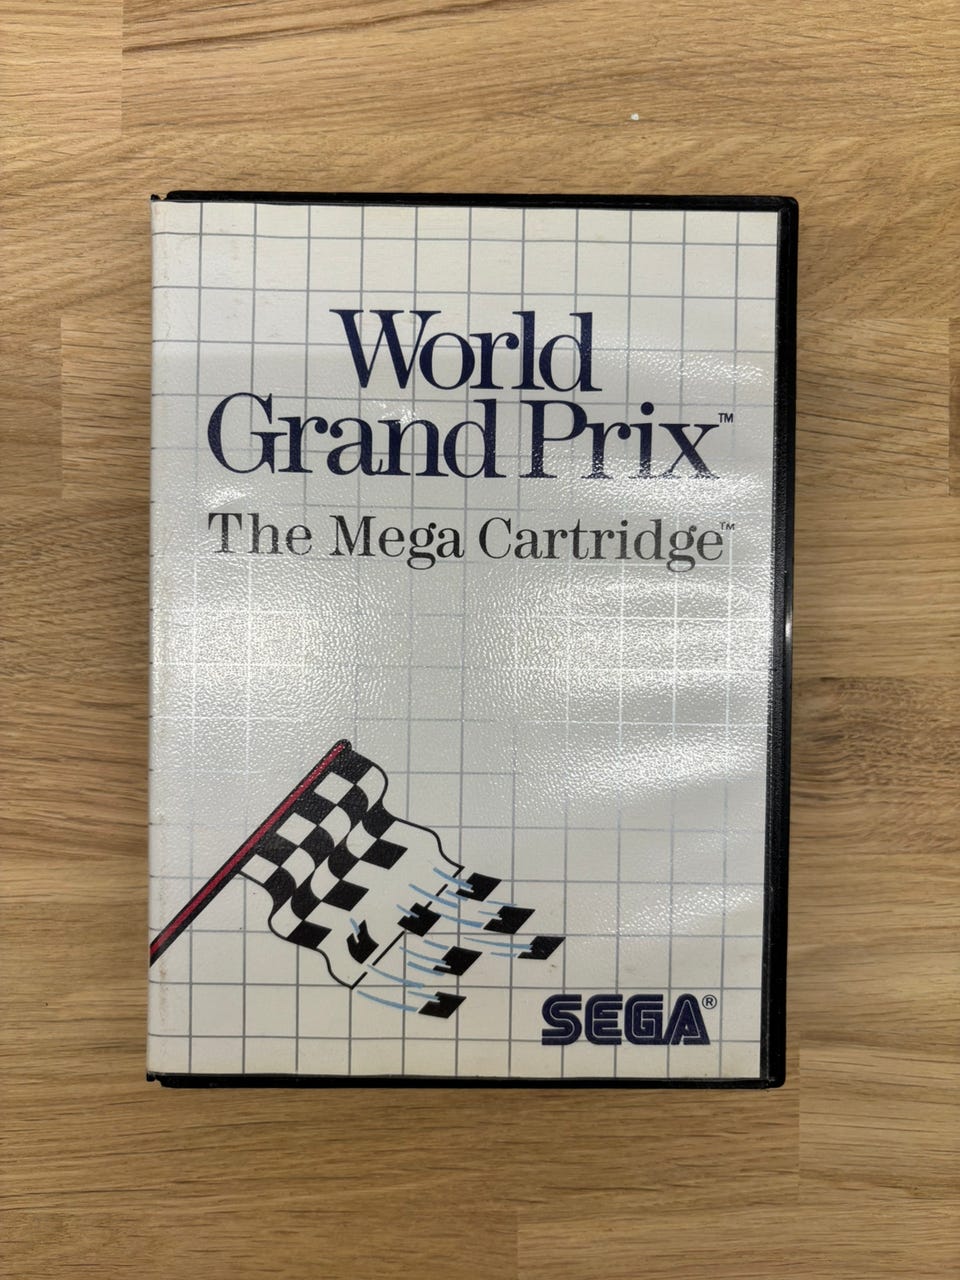 World
Grand Prix™
The Mega Cartridge™
SEGA®